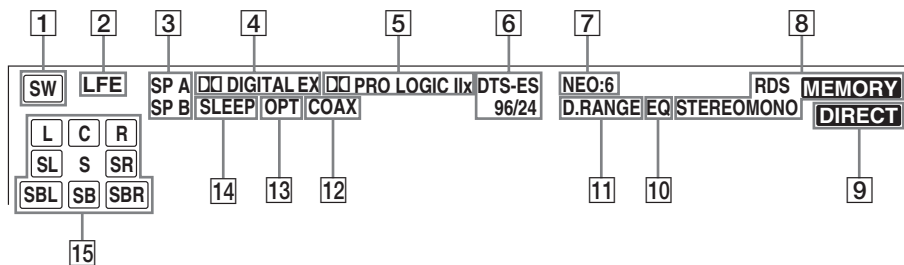 1 2 3 4 5 6 7 8
SW LFE SP A DIGITAL EX PRO LOGIC IIx DTS-ES NEO:6 RDS MEMORY
SP B SLEEP OPT COAX 96/24 D.RANGE EQ STEREO MONO DIRECT
L C R
SL S SR
SBL SB SBR
14 13 12 11 10 9
15